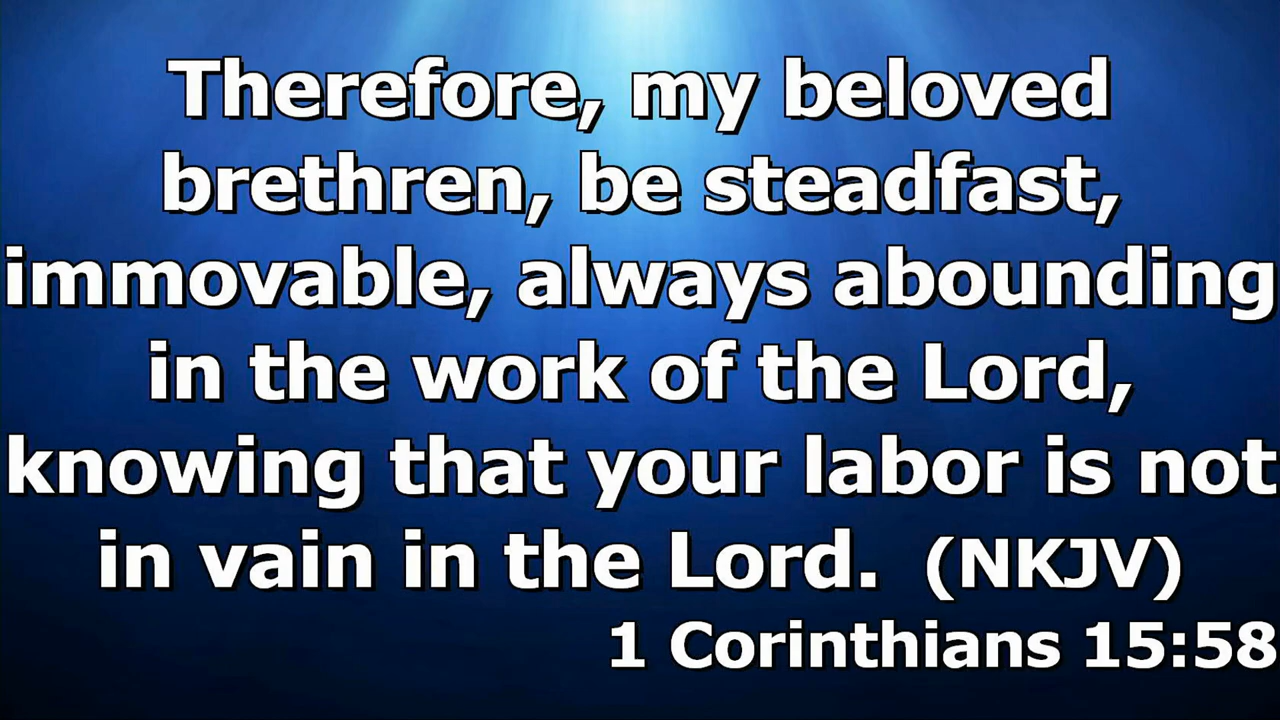 Therefore, my beloved
brethren, be steadfast,
immovable, always abounding
in the work of the Lord,
knowing that your labor is not
in vain in the Lord.  (NKJV)
1 Corinthians 15:58